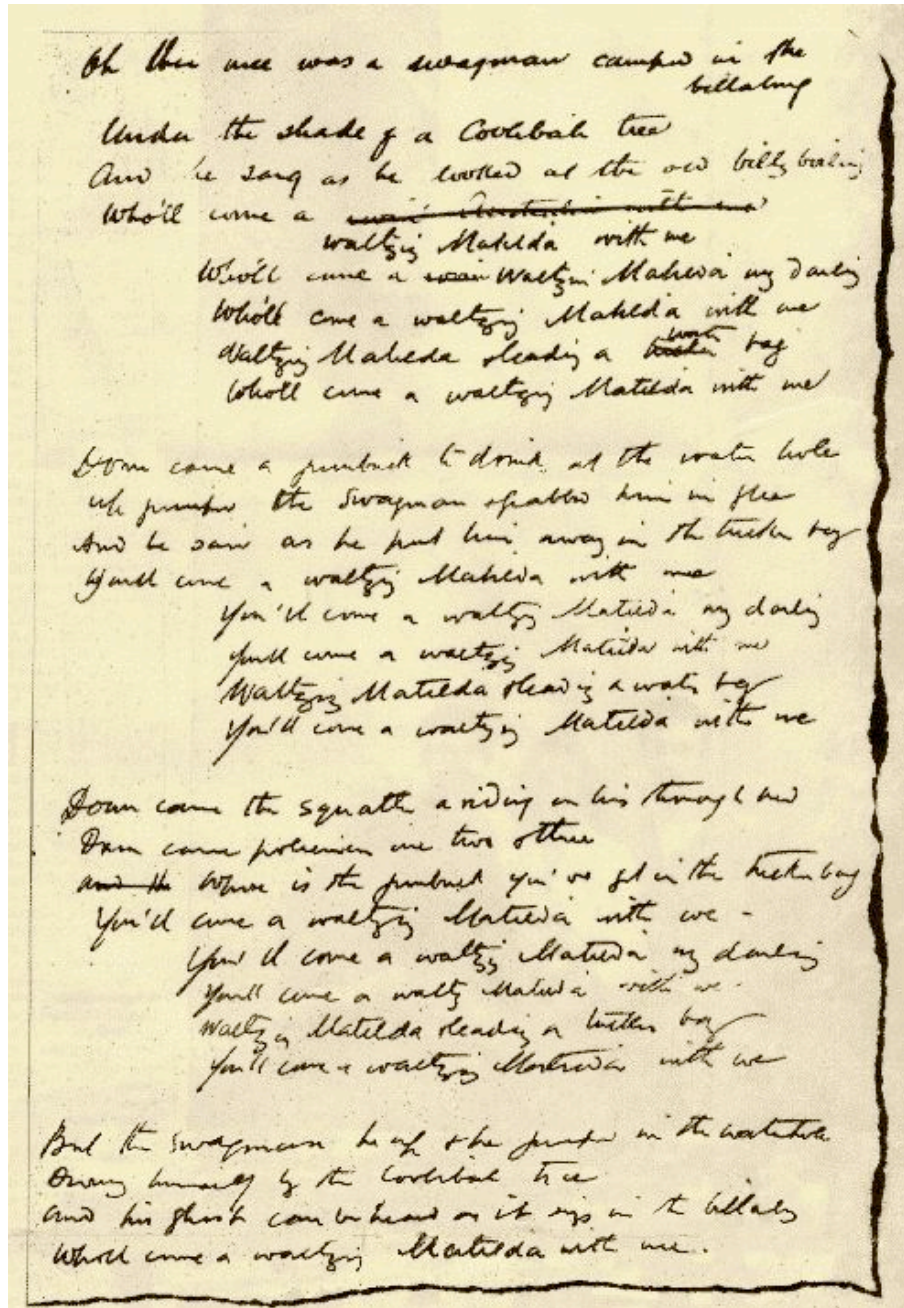 Oh there once was a swagman camped in the
billabong
Under the shade of a Coolibah tree
And he sang as he looked at the old billy boiling
Who'll come a roving Australia with me
waltzing Matilda with me
Who'll come a rovin Waltzing Matilda my darling
Who'll come a waltzing Matilda with me
Waltzing Matilda leading a tucker water bag
Who'll come a waltzing Matilda with me
Down came a jumbuck to drink at the water hole
Up jumped the Swagman & grabbed him in glee
And he said as he put him away in the tucker bag
You'll come a waltzing Matilda with me
You'll come a waltzing Matilda my darling
You'll come a waltzing Matilda with me
Waltzing Matilda leading a water bag
You'll come a waltzing Matilda with me
Down came the Squatter a riding on his thoroughbred
Down came policemen one two three
and the Where is the jumbuck you've got in the tucker bag
You'll come a waltzing Matilda with we -
You'll come a waltzing Matilda my darling
You'll come a waltzing Matilda with we -
Waltzing Matilda leading a tucker bag
You'll come a waltzing Matilda with we
But the Swagman he up & he jumped in the waterhole
Drowning himself by the Coolibah tree
And his ghost can be heard as it sings in the billabong
Who'll come a waltzing Matilda with me.